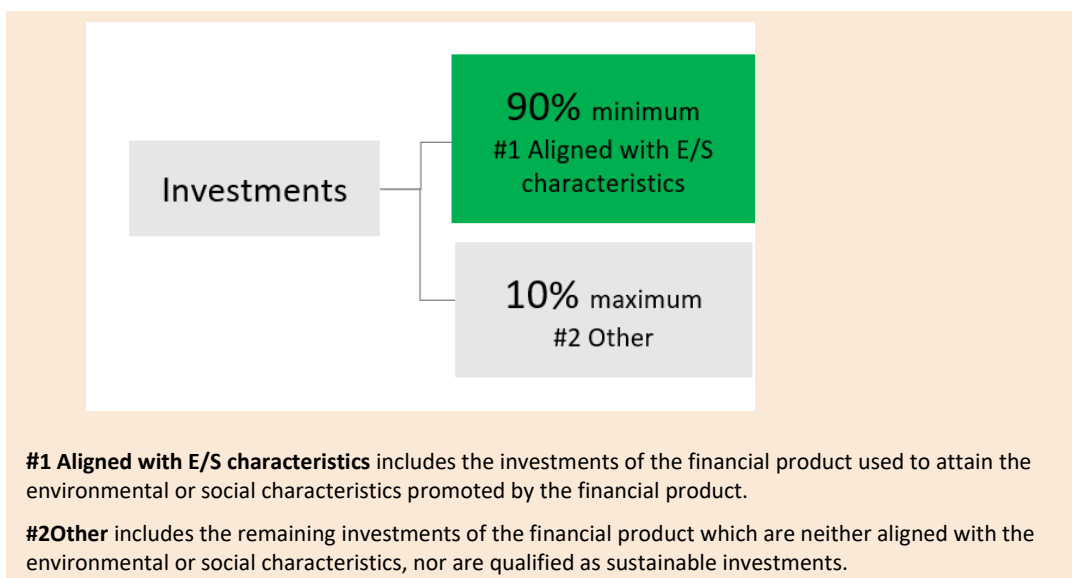 90% minimum
#1 Aligned with E/S
characteristics
Investments
10% maximum
#2 Other
#1 Aligned with E/S characteristics includes the investments of the financial product used to attain the
environmental or social characteristics promoted by the financial product.
#2Other includes the remaining investments of the financial product which are neither aligned with the
environmental or social characteristics, nor are qualified as sustainable investments.